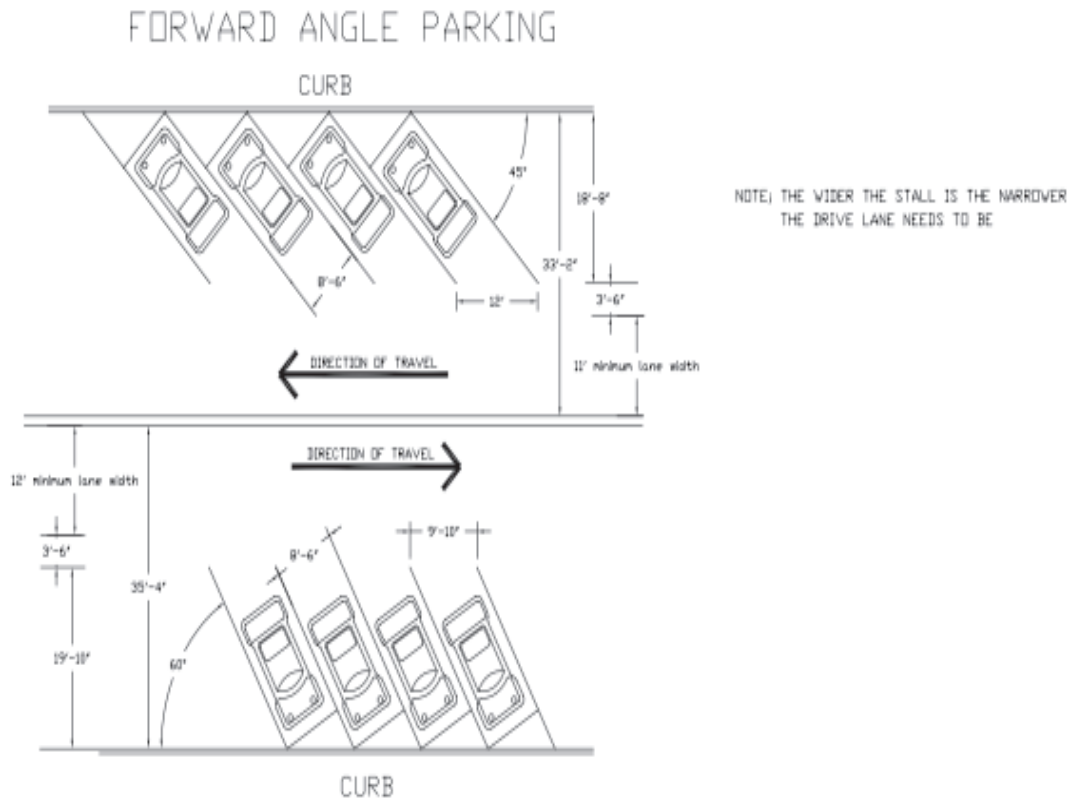 FORWARD ANGLE PARKING
CURB
45°
18'-8"
NOTE; THE WIDER THE STALL IS THE NARROWER
THE DRIVE LANE NEEDS TO BE
33'-2"
8'-6"
12'
3'-6"
DIRECTION OF TRAVEL
11' minimum lane width
DIRECTION OF TRAVEL
12' minimum lane width
9'-10"
3'-6"
8'-6"
35'-4"
19'-10"
60°
CURB